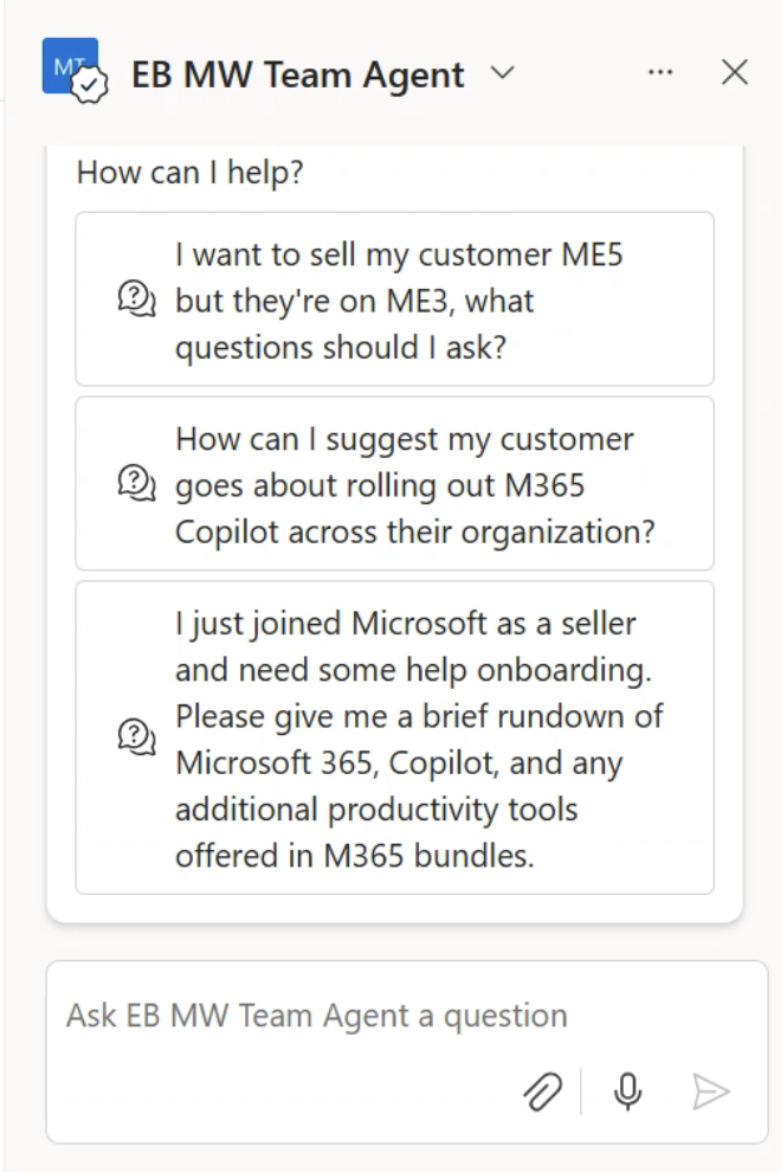 MT
EB MW Team Agent
How can I help?
I want to sell my customer ME5
but they're on ME3, what
questions should I ask?
How can I suggest my customer
goes about rolling out M365
Copilot across their organization?
I just joined Microsoft as a seller
and need some help onboarding.
Please give me a brief rundown of
Microsoft 365, Copilot, and any
additional productivity tools
offered in M365 bundles.
Ask EB MW Team Agent a question